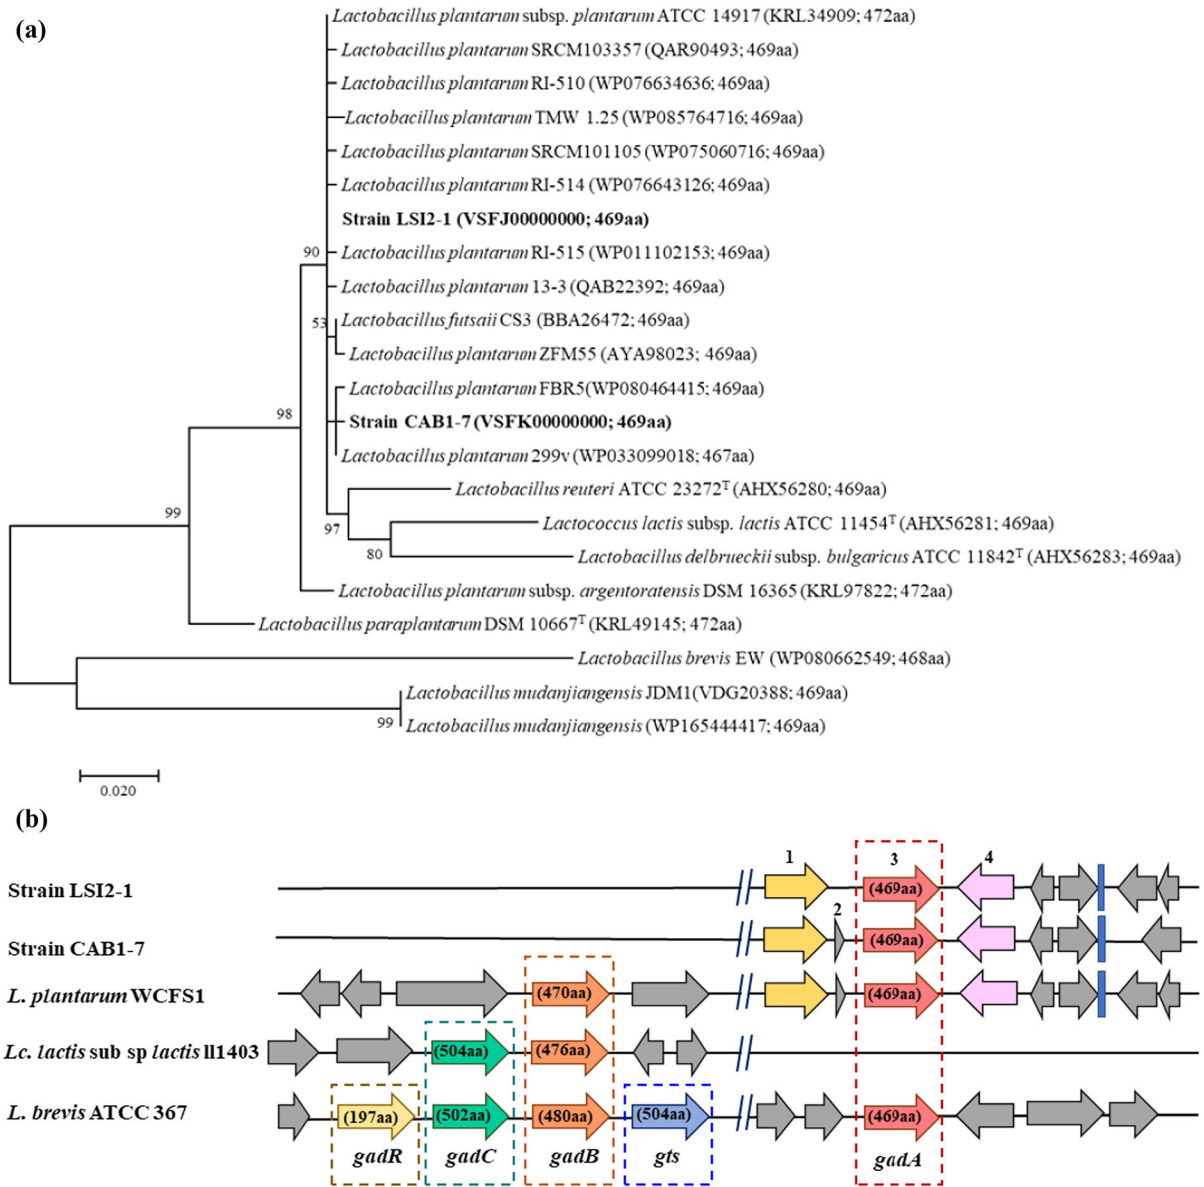 (a)
Lactobacillus plantarum subsp. plantarum ATCC 14917 (KRL34909; 472aa)
Lactobacillus plantarum SRCM103357 (QAR90493; 469aa)
Lactobacillus plantarum RI-510 (WP076634636; 469aa)
Lactobacillus plantarum TMW 1.25 (WP085764716; 469aa)
Lactobacillus plantarum SRCM101105 (WP075060716; 469aa)
Lactobacillus plantarum RI-514 (WP076643126; 469aa)
Strain LSI2-1 (VSFJ00000000; 469aa)
90
Lactobacillus plantarum RI-515 (WP011102153; 469aa)
Lactobacillus plantarum 13-3 (QAB22392; 469aa)
53
Lactobacillus futsaii CS3 (BBA26472; 469aa)
Lactobacillus plantarum ZFM55 (AYA98023; 469aa)
Lactobacillus plantarum FBR5(WP080464415; 469aa)
98
Strain CAB1-7 (VSFK00000000; 469aa)
Lactobacillus plantarum 299v (WP033099018; 467aa)
Lactobacillus reuteri ATCC 23272T (AHX56280; 469aa)
99
97
Lactococcus lactis subsp. lactis ATCC 11454T (AHX56281; 469aa)
80
Lactobacillus delbrueckii subsp. bulgaricus ATCC 11842T (AHX56283; 469aa)
Lactobacillus plantarum subsp. argentoratensis DSM 16365 (KRL97822; 472aa)
Lactobacillus paraplantarum DSM 10667T (KRL49145; 472aa)
Lactobacillus brevis EW (WP080662549; 468aa)
Lactobacillus mudanjiangensis JDM1(VDG20388; 469aa)
99
Lactobacillus mudanjiangensis (WP165444417; 469aa)
0.020
(b)
1 3 4
Strain LSI2-1 (469aa)
2
Strain CAB1-7 (469aa)
L. plantarum WCFS1 (470aa) (469aa)
Lc. lactis sub sp lactis ll1403 (504aa) (476aa)
L. brevis ATCC 367 (197aa) (502aa) (480aa) (504aa) (469aa)
gadR gadC gadB gts gadA